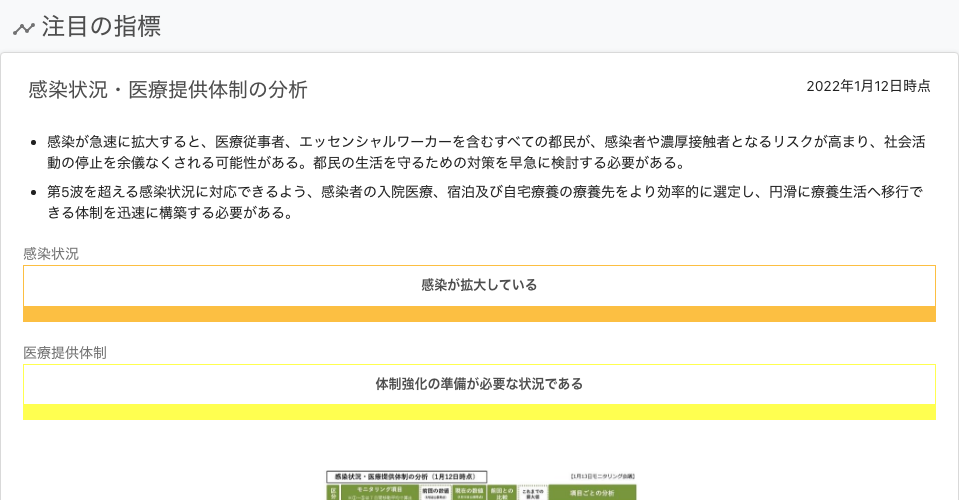 注目の指標
感染状況・医療提供体制の分析
2022年1月12日時点
感染が急速に拡大すると、医療従事者、エッセンシャルワーカーを含むすべての都民が、感染者や濃厚接触者となるリスクが高まり、社会活
動の停止を余儀なくされる可能性がある。都民の生活を守るための対策を早急に検討する必要がある。
第5波を超える感染状況に対応できるよう、感染者の入院医療、宿泊及び自宅療養の療養先をより効率的に選定し、円滑に療養生活へ移行で
きる体制を迅速に構築する必要がある。
感染状況
感染が拡大している
医療提供体制
体制強化の準備が必要な状況である
感染状況・医療提供体制の分析（1月12日時点）
【1月13日モニタリング会議】
区
モニタリング項目
前回の数値
現在の数値
前回との
これまでの
項目ごとの分析
比較
最大値